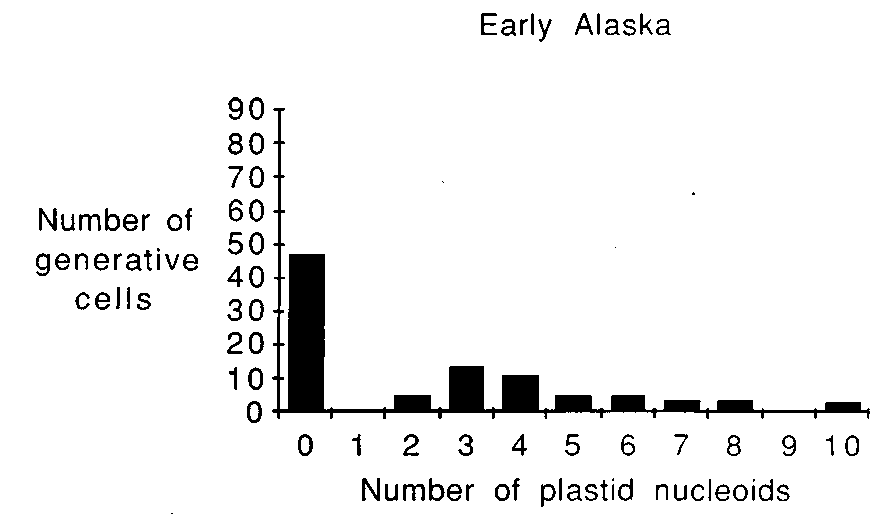 Early Alaska
90
80
70
60
50
40
30
20
10
0
Number of
generative
cells
0 1 2 3 4 5 6 7 8 9 10
Number of plastid nucleoids